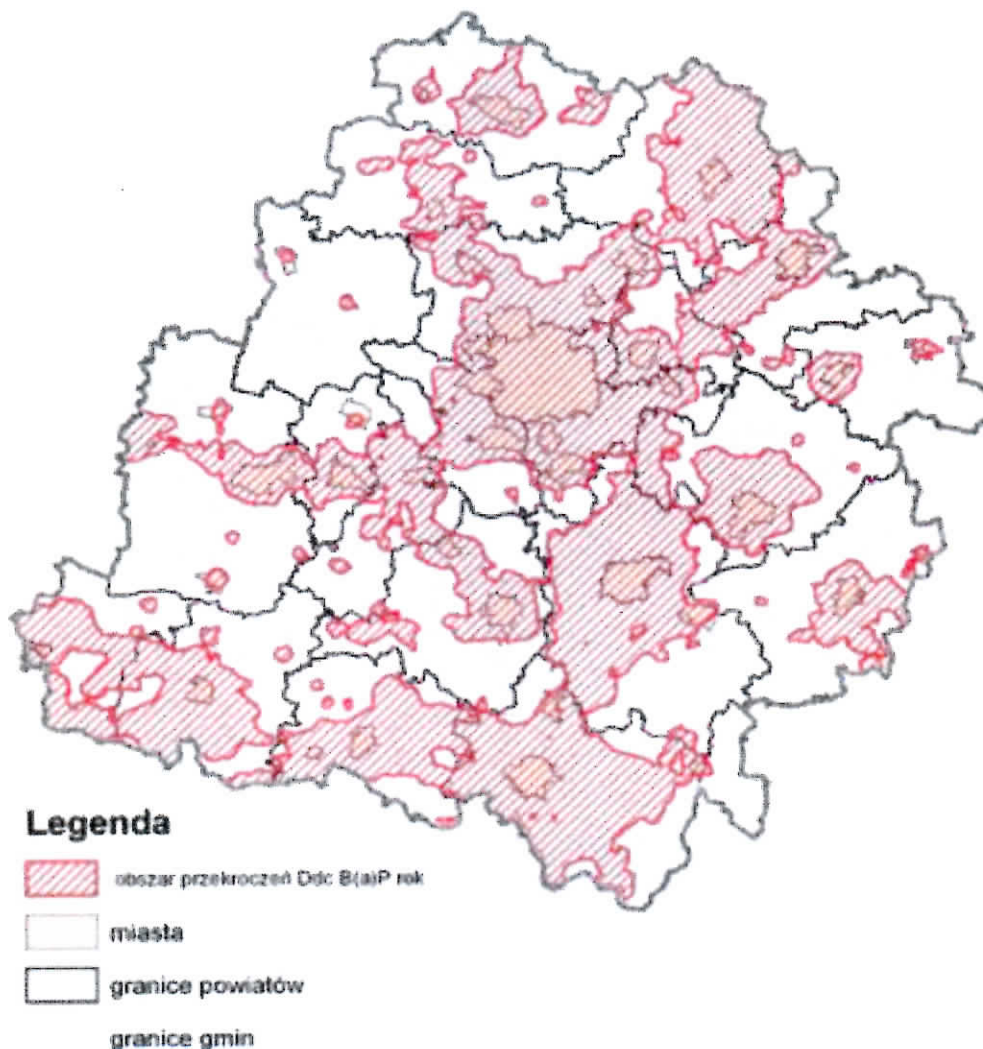 Legenda
obszar przekroczeń Ddc B(a)P rok
miasta
granice powiatów
granice gmin